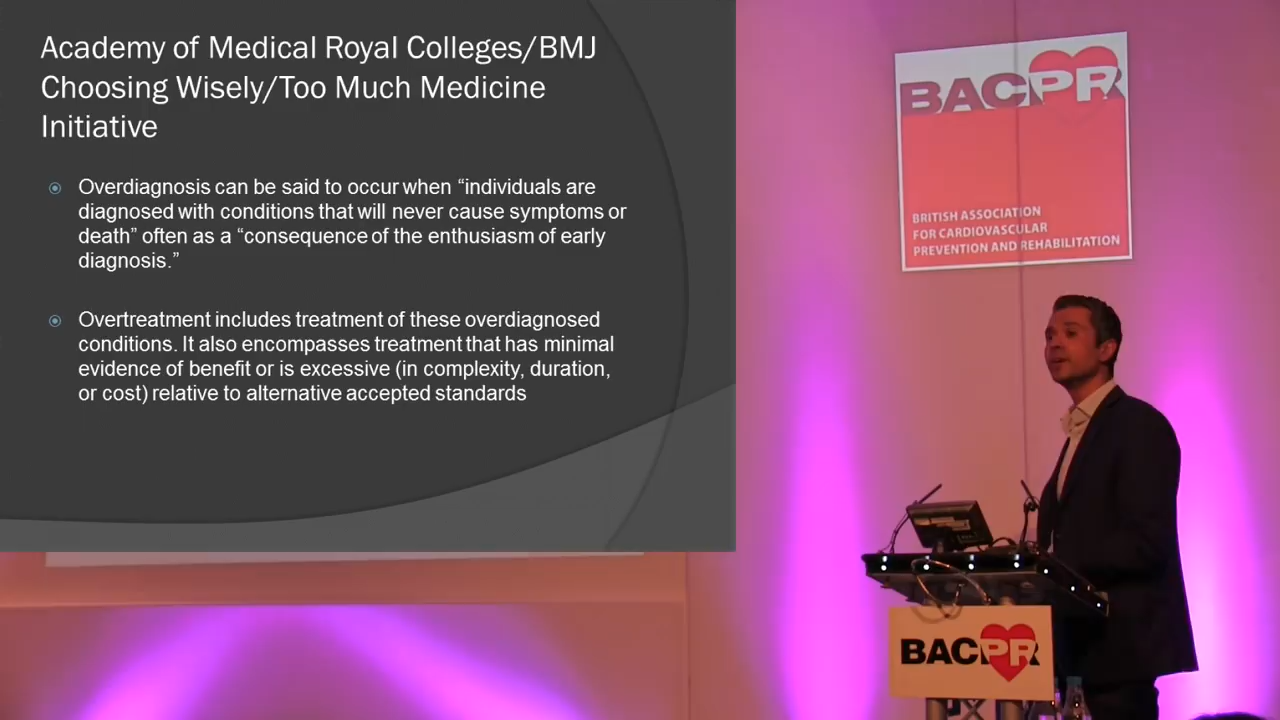 Academy of Medical Royal Colleges/BMJ
Choosing Wisely/Too Much Medicine
Initiative
Overdiagnosis can be said to occur when “individuals are
diagnosed with conditions that will never cause symptoms or
death” often as a “consequence of the enthusiasm of early
diagnosis.”
Overtreatment includes treatment of these overdiagnosed
conditions. It also encompasses treatment that has minimal
evidence of benefit or is excessive (in complexity, duration,
or cost) relative to alternative accepted standards
BACPR
BRITISH ASSOCIATION
FOR CARDIOVASCULAR
PREVENTION AND REHABILITATION
BACPR